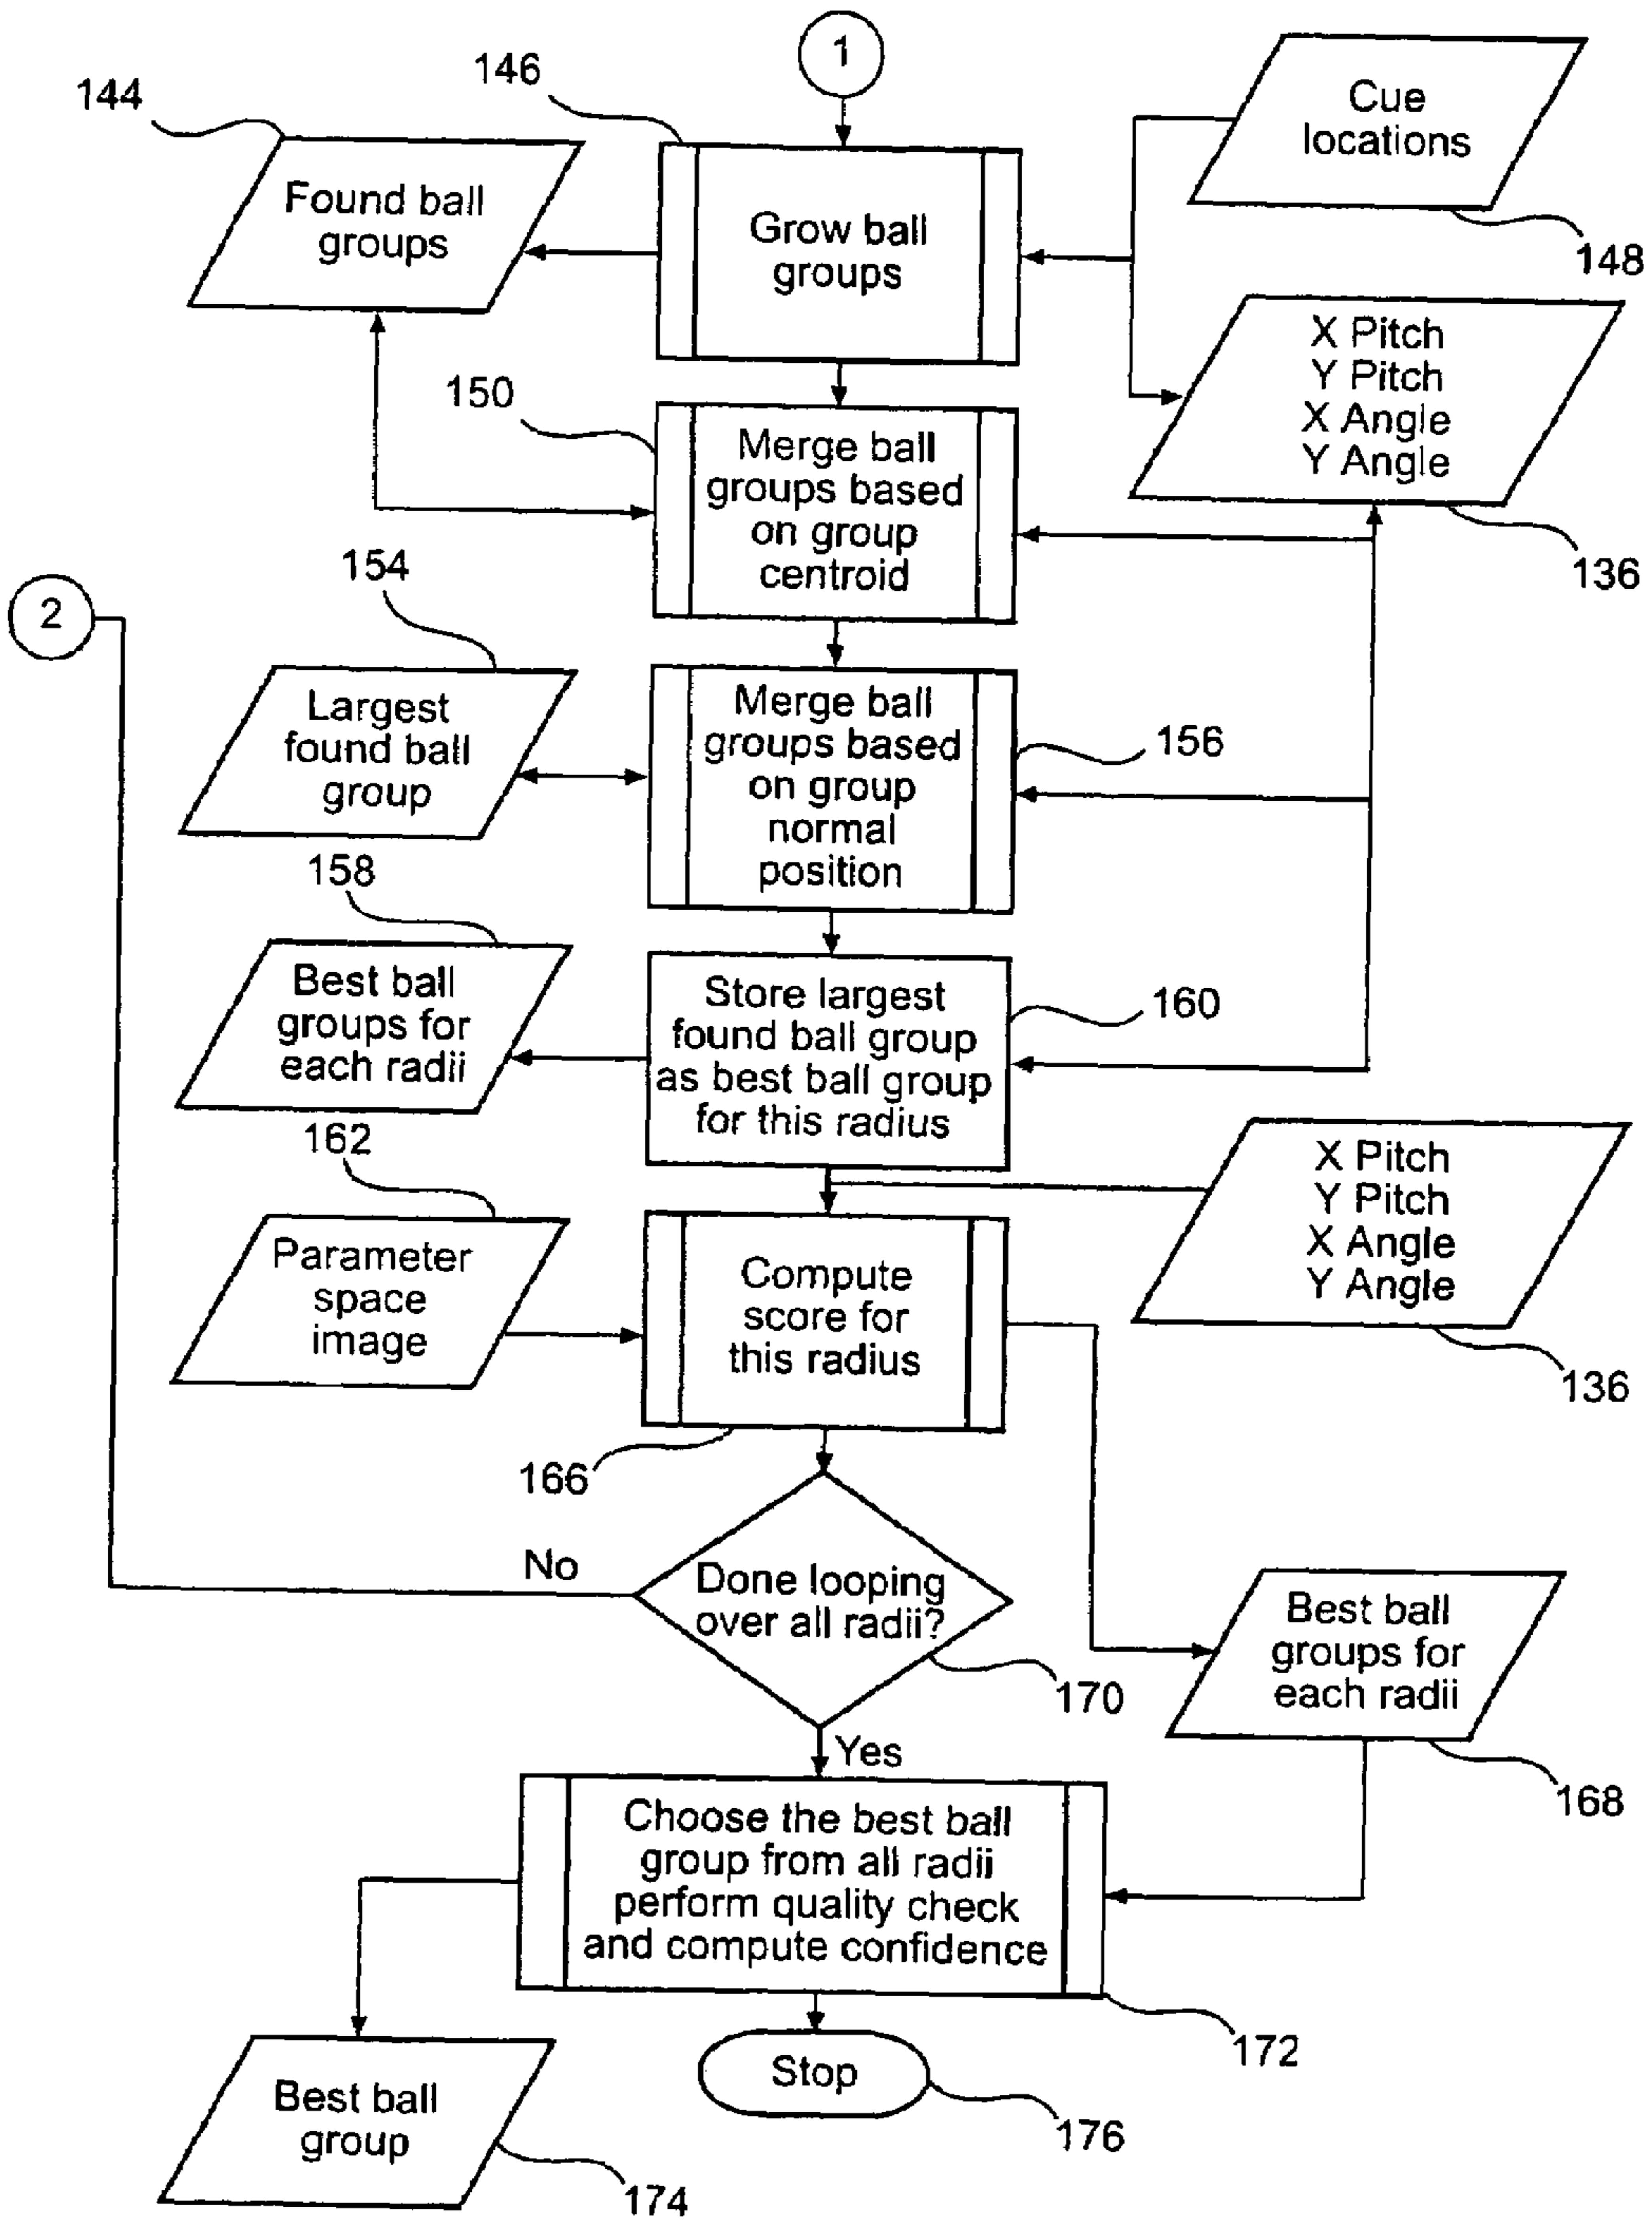 1
146
144
Cue
locations
148
Found ball
groups
Grow ball
groups
X Pitch
Y Pitch
X Angle
Y Angle
136
150
Merge ball
groups based
on group
centroid
2
154
Largest
found ball
group
Merge ball
groups based
on group
normal
position
156
158
Best ball
groups for
each radii
Store largest
found ball group
as best ball group
for this radius
160
162
X Pitch
Y Pitch
X Angle
Y Angle
136
Parameter
space
image
Compute
score for
this radius
166
No
Done looping
over all radii?
170
Yes
Best ball
groups for
each radii
168
Choose the best ball
group from all radii
perform quality check
and compute confidence
172
Stop
176
Best ball
group
174